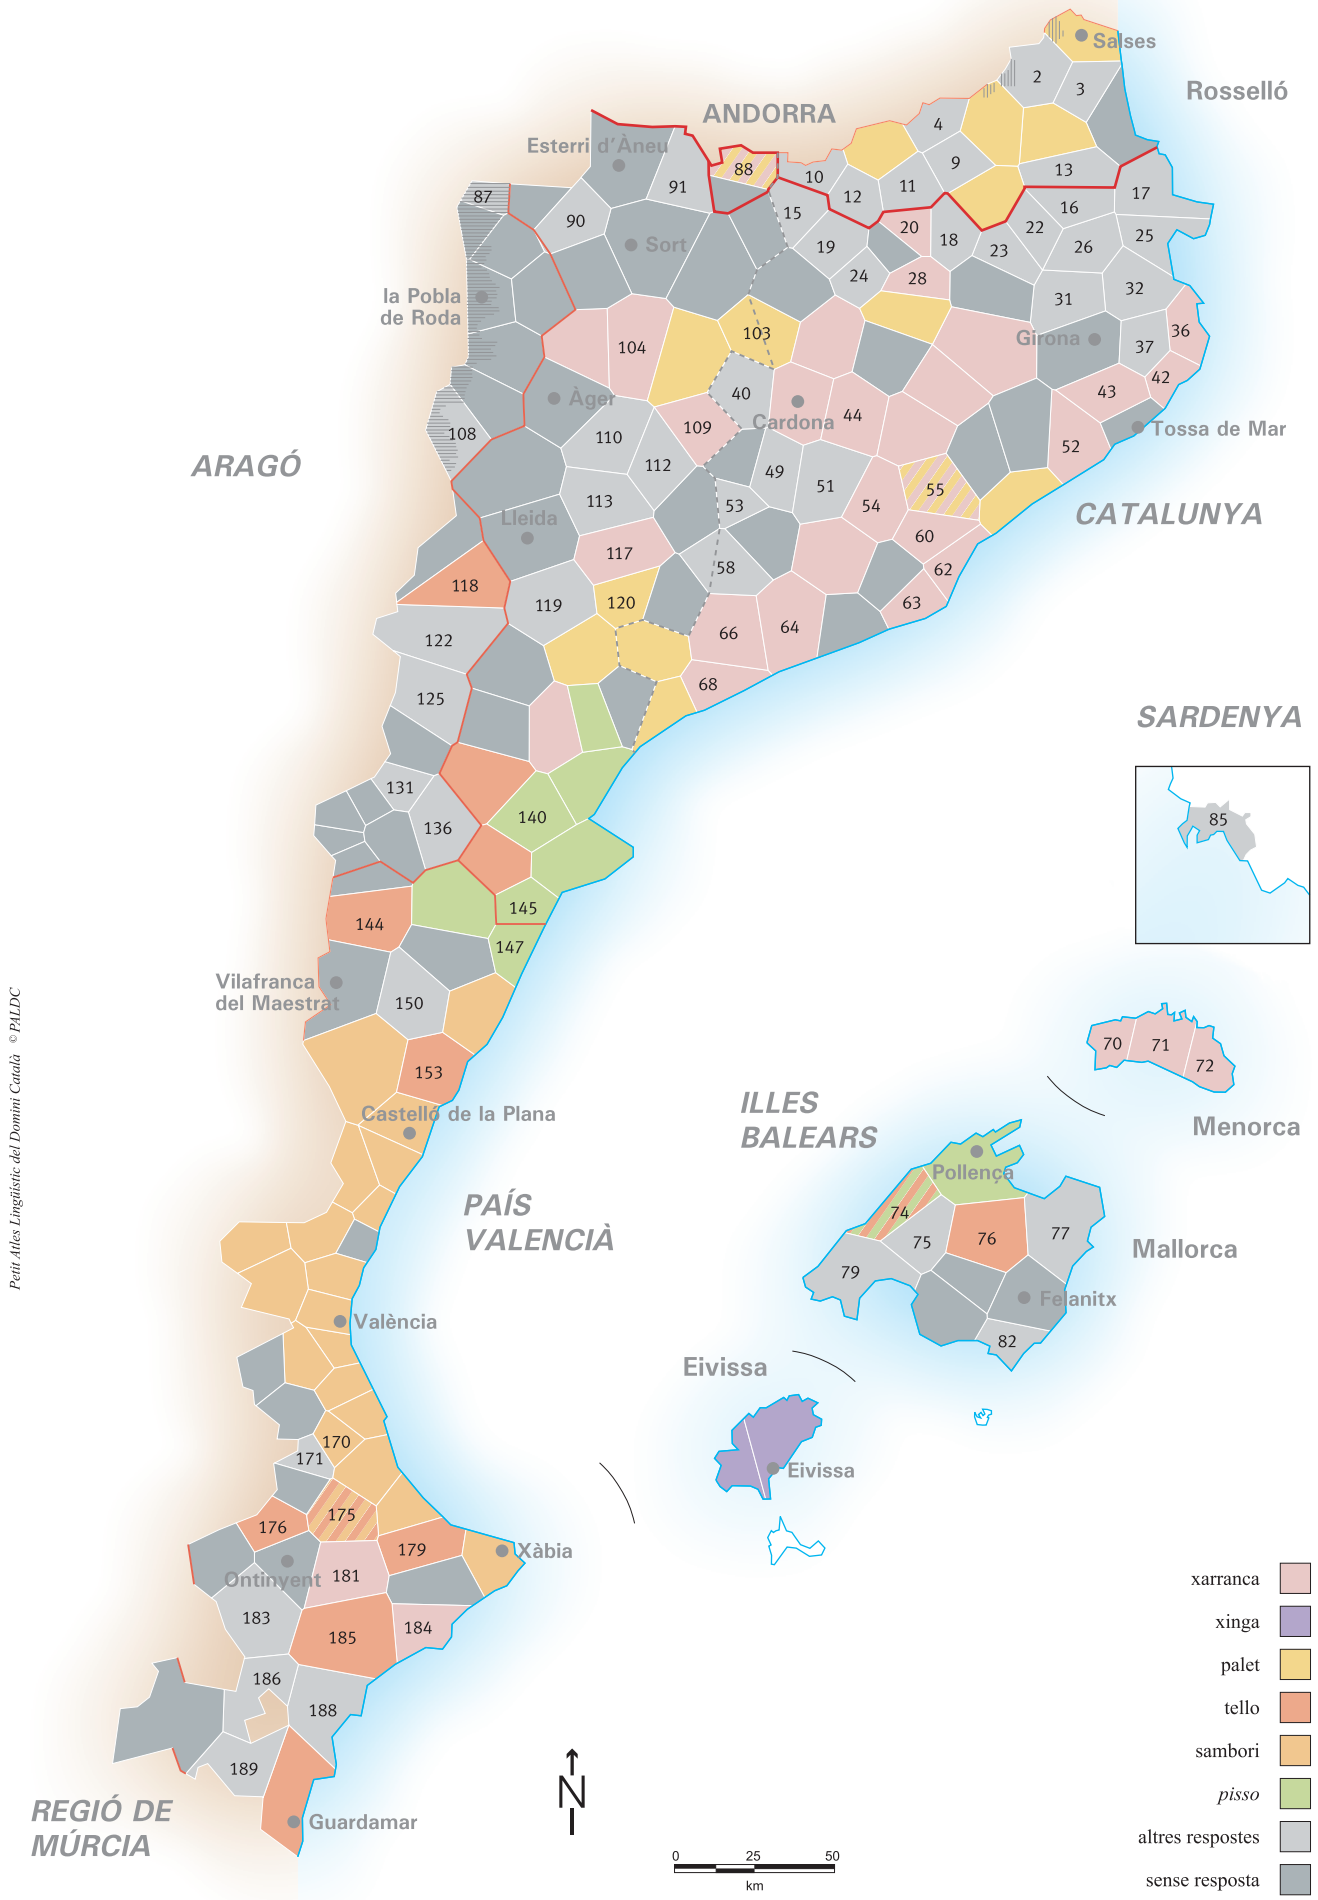 Salses
2
Rosselló
3
ANDORRA
4
Esterri d'Àneu
9
88
13
10
91
11
87
12
17
16
15
90
20
22
18
25
19
Sort
26
23
24
28
32
la Pobla
de Roda
31
103
36
Girona
104
37
42
43
40
Àger
44
Cardona
109
Tossa de Mar
108
110
52
ARAGÓ
112
49
51
55
113
53
54
CATALUNYA
Lleida
60
117
58
62
118
119
120
63
64
66
122
68
125
SARDENYA
131
140
85
136
145
144
147
Vilafranca
del Maestrat
150
70
71
72
153
ILLES
BALEARS
Castelló de la Plana
Menorca
Pollença
PAÍS
VALENCIÀ
74
77
75
76
Mallorca
79
Felanitx
València
82
Eivissa
170
171
Eivissa
175
176
179
Xàbia
Ontinyent
181
183
184
185
186
188
189
REGIÓ DE
MÚRCIA
Guardamar
N
0 25 50
km
xarranca
xinga
palet
tello
sambori
pisso
altres respostes
sense resposta
Petit Atles Lingüístic del Domini Català © PALDC